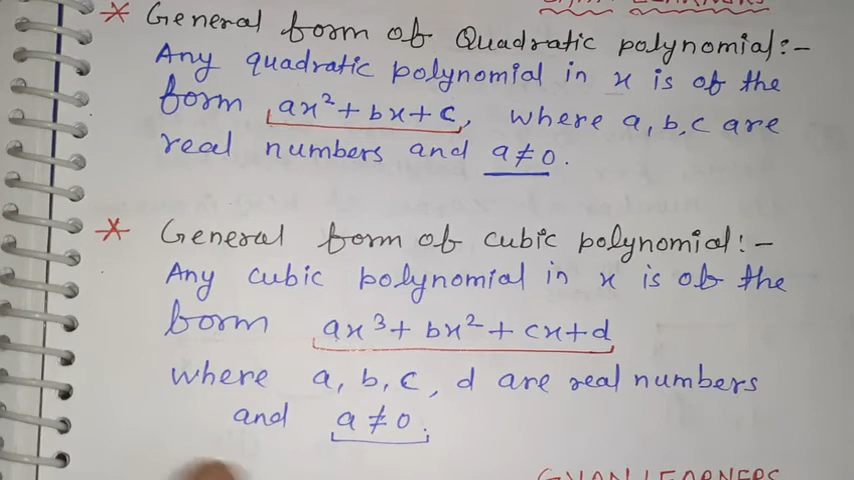 * General form of Quadratic polynomial:-
Any quadratic polynomial in x is of the
form ax² + bx + c, where a, b, c are
real numbers and a ≠ 0.
* General form of cubic polynomial:-
Any cubic polynomial in x is of the
form ax³ + bx² + cx + d
where a, b, c, d are real numbers
and a ≠ 0.
GYAN LEARNERS